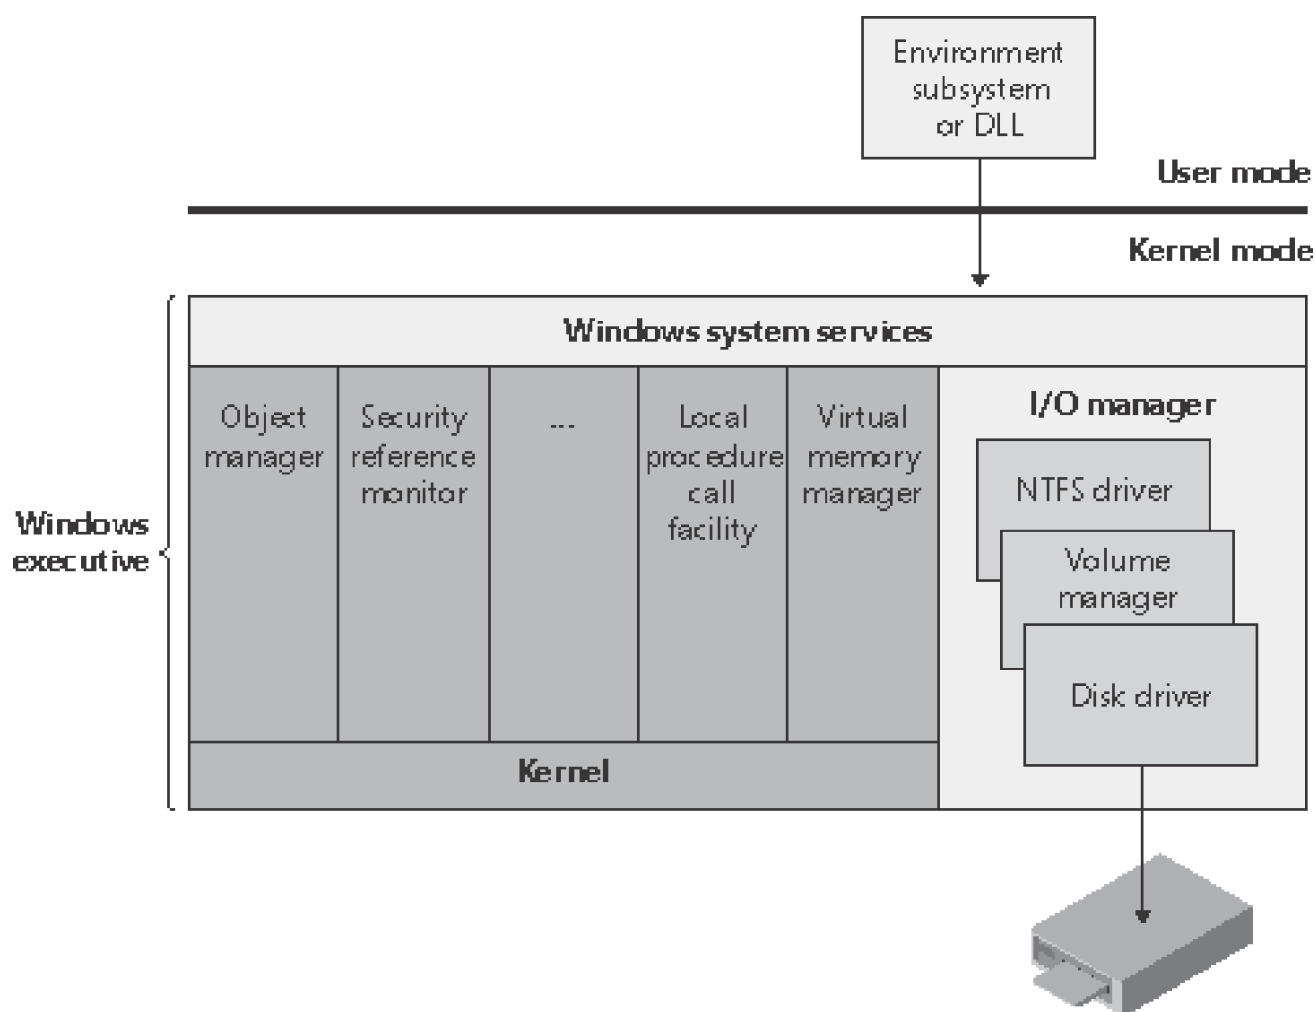 Environment
subsystem
or DLL
User mode
Kernel mode
Windows system services
Object
manager
Security
reference
monitor
...
Local
procedure
call
facility
Virtual
memory
manager
I/O manager
NTFS driver
Volume
manager
Disk driver
Windows
executive
Kernel